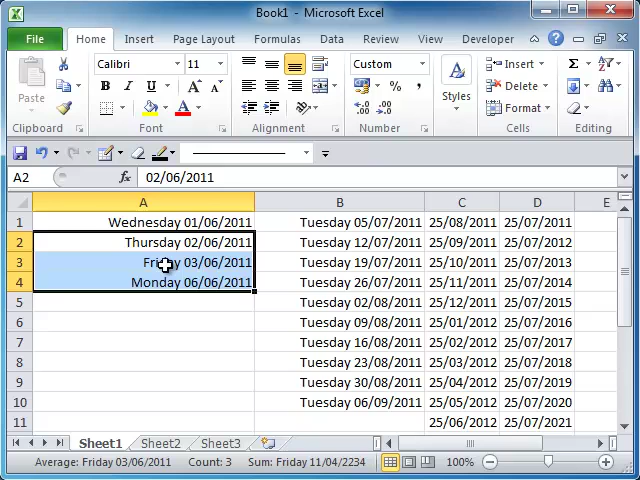 Book1 - Microsoft Excel
File Home Insert Page Layout Formulas Data Review View Developer
Calibri 11 Custom Insert
Paste B I U A A Styles Delete
A % , Format
Clipboard Font Alignment Number Cells Editing
A2 fx 02/06/2011
A B C D E
1 Wednesday 01/06/2011 Tuesday 05/07/2011 25/08/2011 25/07/2011
2 Thursday 02/06/2011 Tuesday 12/07/2011 25/09/2011 25/07/2012
3 Friday 03/06/2011 Tuesday 19/07/2011 25/10/2011 25/07/2013
4 Monday 06/06/2011 Tuesday 26/07/2011 25/11/2011 25/07/2014
5 Tuesday 02/08/2011 25/12/2011 25/07/2015
6 Tuesday 09/08/2011 25/01/2012 25/07/2016
7 Tuesday 16/08/2011 25/02/2012 25/07/2017
8 Tuesday 23/08/2011 25/03/2012 25/07/2018
9 Tuesday 30/08/2011 25/04/2012 25/07/2019
10 Tuesday 06/09/2011 25/05/2012 25/07/2020
11 25/06/2012 25/07/2021
Sheet1 Sheet2 Sheet3
Average: Friday 03/06/2011 Count: 3 Sum: Friday 11/04/2234 100%